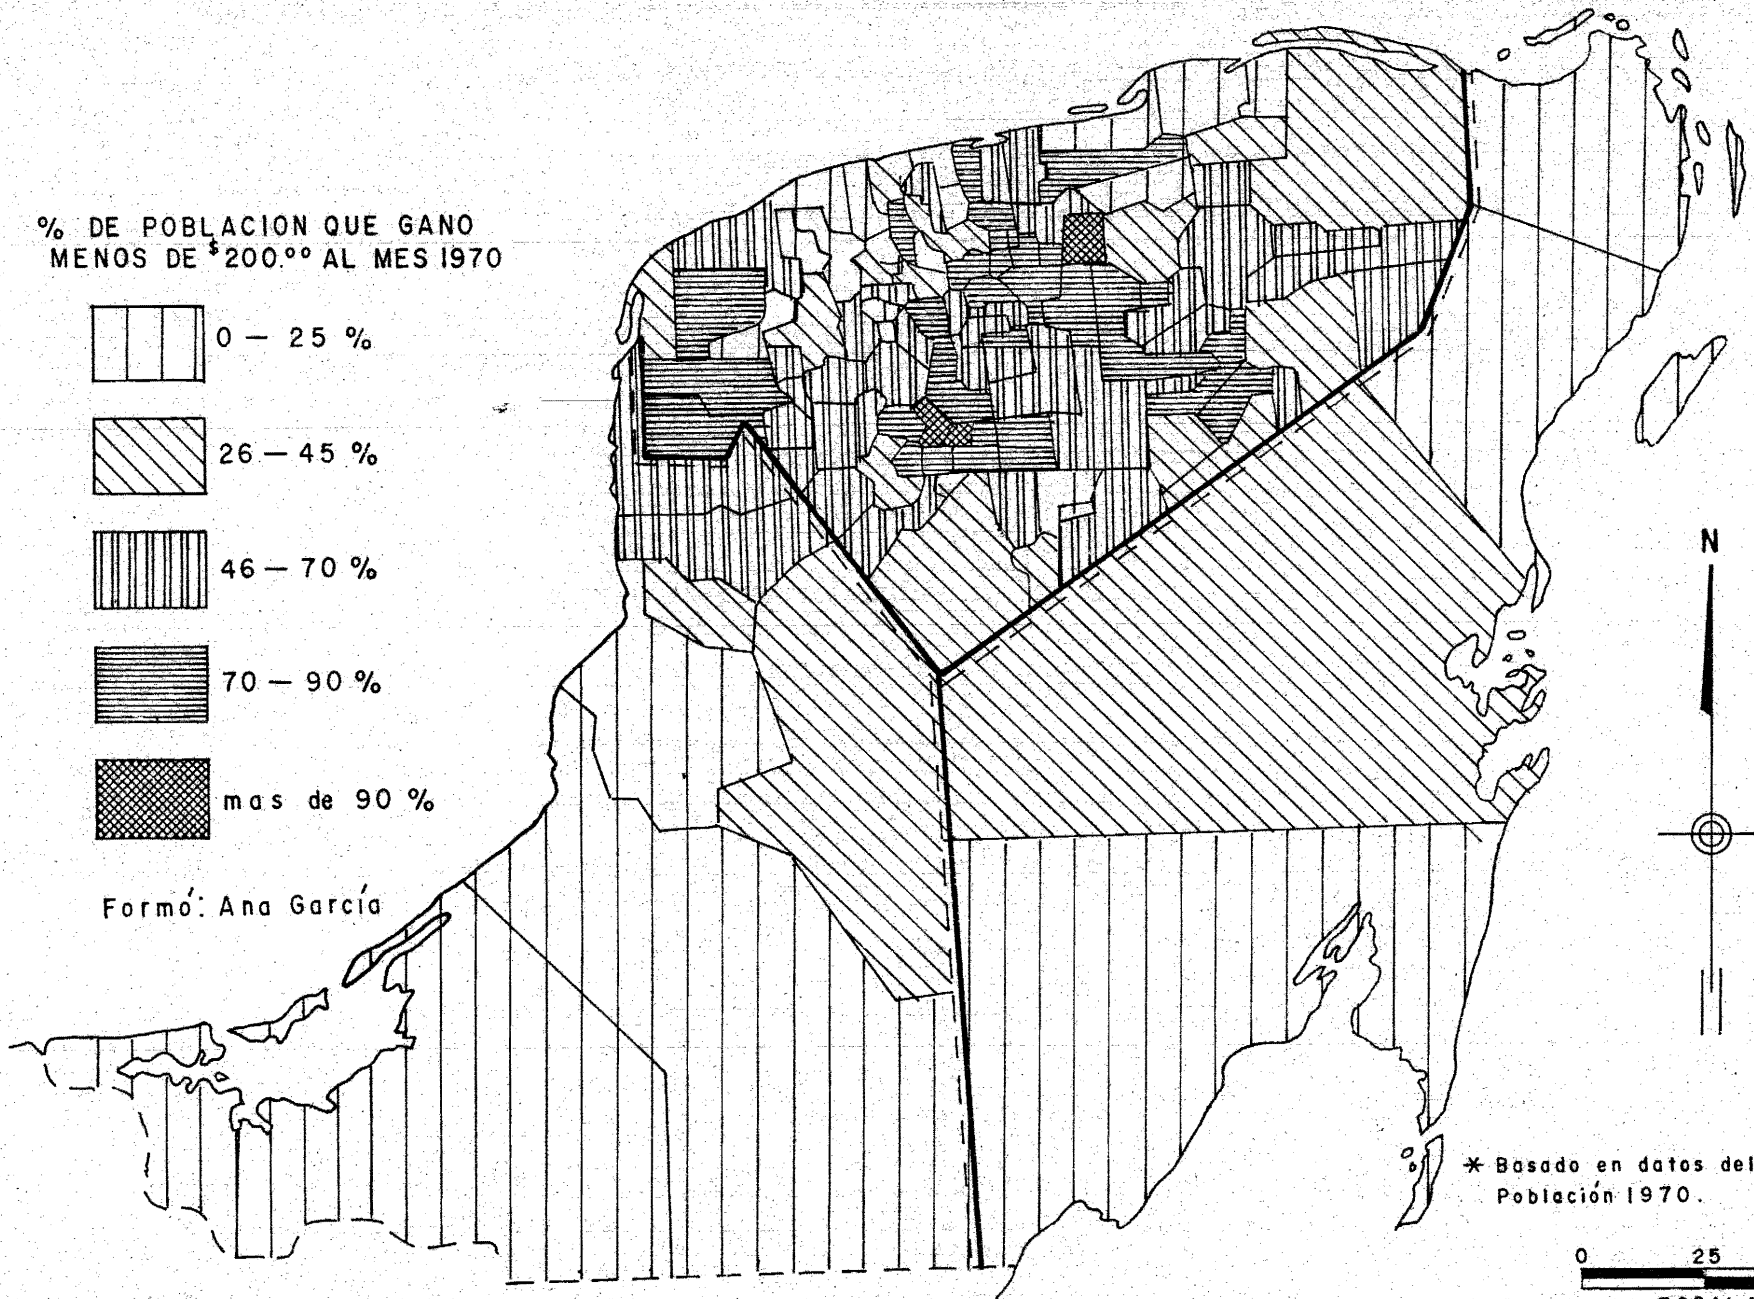 % DE POBLACION QUE GANO
MENOS DE $200.⁰⁰ AL MES 1970
0 — 25 %
26 — 45 %
46 — 70 %
70 — 90 %
mas de 90 %
Formó: Ana García
N
* Basado en datos del
Población 1970.
0 25